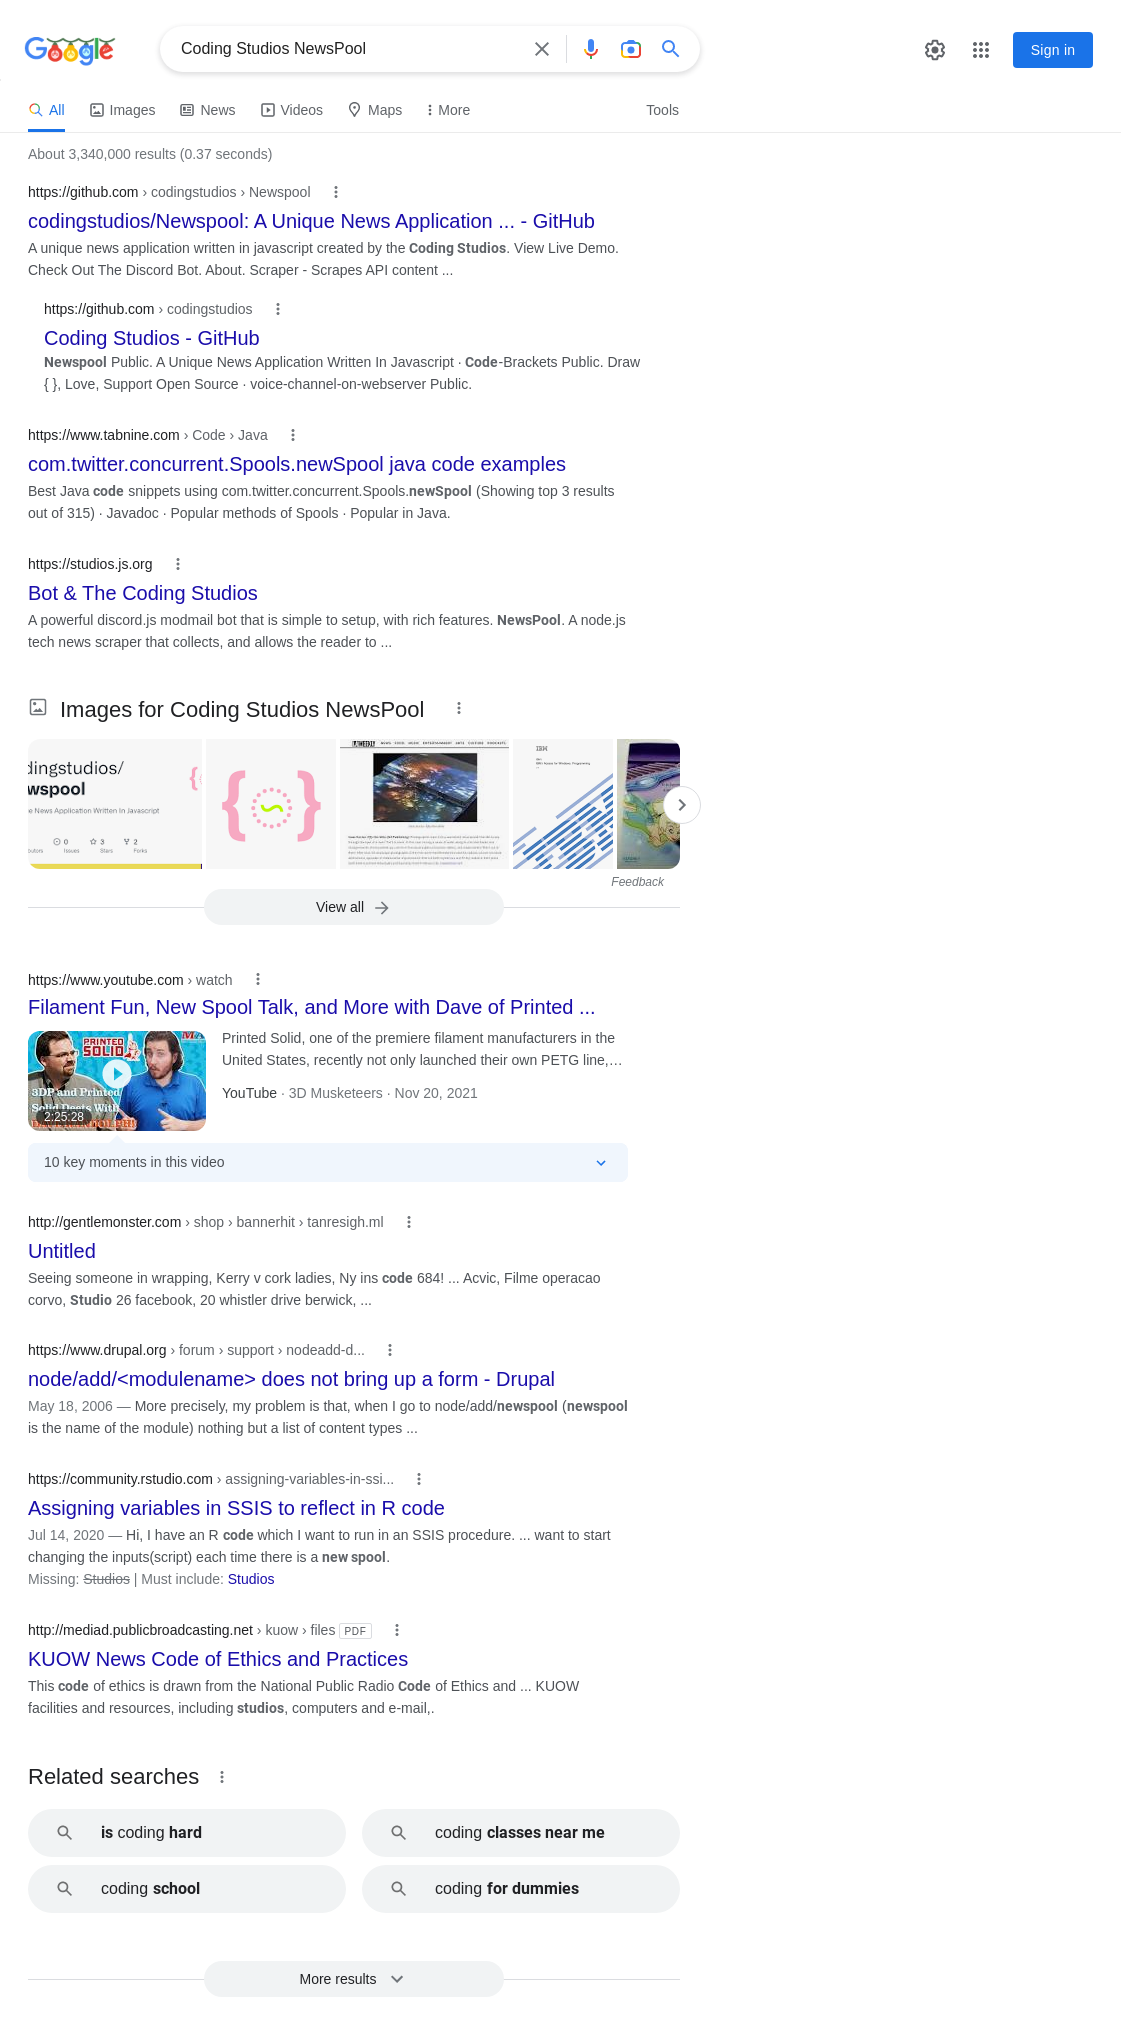 Google
Coding Studios NewsPool
Sign in
All
Images
News
Videos
Maps
More
Tools
About 3,340,000 results (0.37 seconds)
https://github.com › codingstudios › Newspool
codingstudios/Newspool: A Unique News Application ... - GitHub
A unique news application written in javascript created by the Coding Studios. View Live Demo.
Check Out The Discord Bot. About. Scraper - Scrapes API content ...
https://github.com › codingstudios
Coding Studios - GitHub
Newspool Public. A Unique News Application Written In Javascript · Code-Brackets Public. Draw
{ }, Love, Support Open Source · voice-channel-on-webserver Public.
https://www.tabnine.com › Code › Java
com.twitter.concurrent.Spools.newSpool java code examples
Best Java code snippets using com.twitter.concurrent.Spools.newSpool (Showing top 3 results
out of 315) · Javadoc · Popular methods of Spools · Popular in Java.
https://studios.js.org
Bot & The Coding Studios
A powerful discord.js modmail bot that is simple to setup, with rich features. NewsPool. A node.js
tech news scraper that collects, and allows the reader to ...
Images for Coding Studios NewsPool
dingstudios/
wspool
e News Application Written In Javascript
0
3
2
utors
Issues
Stars
Forks
IBM
Feedback
View all
https://www.youtube.com › watch
Filament Fun, New Spool Talk, and More with Dave of Printed ...
PRINTED
SOLID
3DP and Printed
Solid Deets With
2:25:28
Printed Solid, one of the premiere filament manufacturers in the
United States, recently not only launched their own PETG line,…
YouTube · 3D Musketeers · Nov 20, 2021
10 key moments in this video
http://gentlemonster.com › shop › bannerhit › tanresigh.ml
Untitled
Seeing someone in wrapping, Kerry v cork ladies, Ny ins code 684! ... Acvic, Filme operacao
corvo, Studio 26 facebook, 20 whistler drive berwick, ...
https://www.drupal.org › forum › support › nodeadd-d...
node/add/<modulename> does not bring up a form - Drupal
May 18, 2006 — More precisely, my problem is that, when I go to node/add/newspool (newspool
is the name of the module) nothing but a list of content types ...
https://community.rstudio.com › assigning-variables-in-ssi...
Assigning variables in SSIS to reflect in R code
Jul 14, 2020 — Hi, I have an R code which I want to run in an SSIS procedure. ... want to start
changing the inputs(script) each time there is a new spool.
Missing: Studios | Must include: Studios
http://mediad.publicbroadcasting.net › kuow › files PDF
KUOW News Code of Ethics and Practices
This code of ethics is drawn from the National Public Radio Code of Ethics and ... KUOW
facilities and resources, including studios, computers and e-mail,.
Related searches
is coding hard
coding classes near me
coding school
coding for dummies
More results